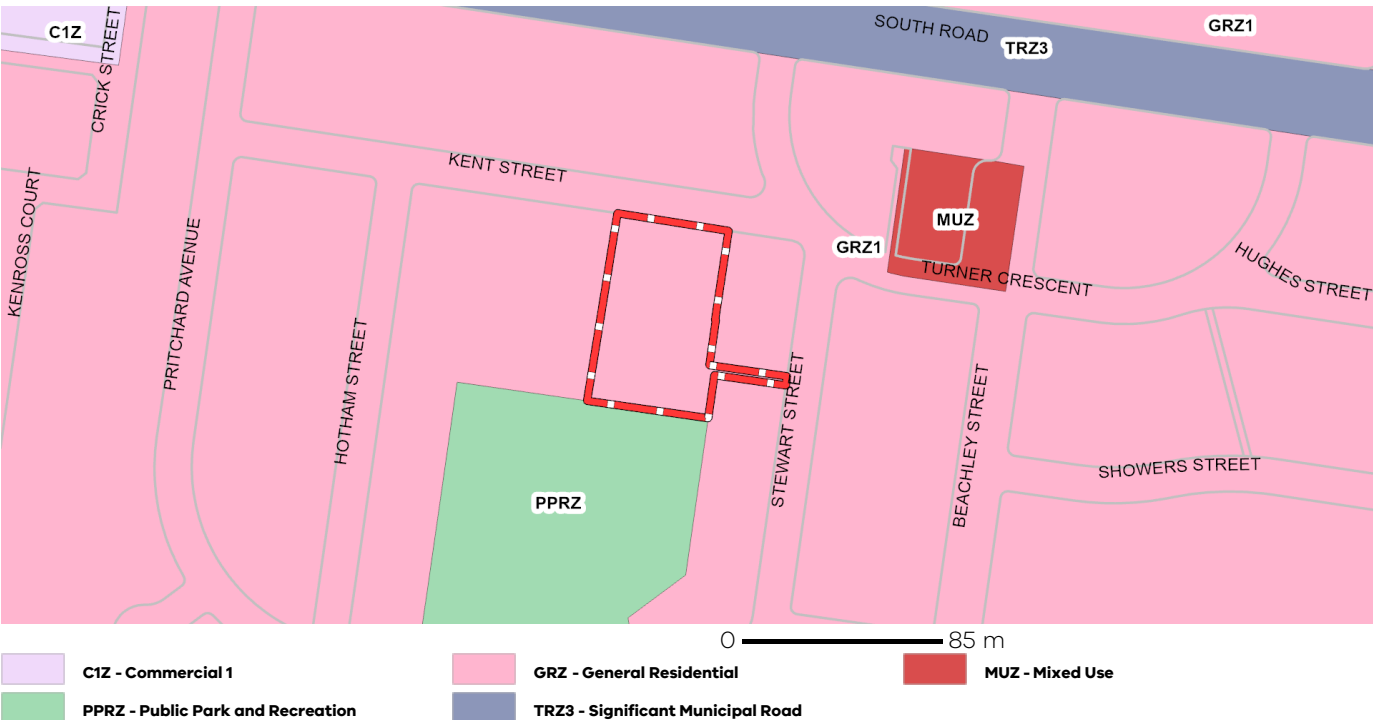 C1Z
CRICK STREET
SOUTH ROAD
GRZ1
TRZ3
KENT STREET
KENROSS COURT
PRITCHARD AVENUE
MUZ
GRZ1
TURNER CRESCENT
HUGHES STREET
HOTHAM STREET
STEWART STREET
BEACHLEY STREET
SHOWERS STREET
PPRZ
0 85 m
C1Z - Commercial 1
GRZ - General Residential
MUZ - Mixed Use
PPRZ - Public Park and Recreation
TRZ3 - Significant Municipal Road